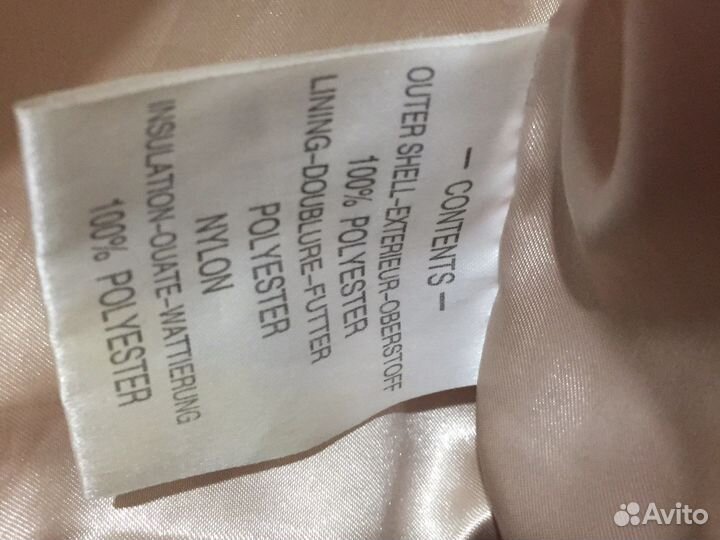 — CONTENTS —
OUTER SHELL-EXTERIEUR-OBERSTOFF
100% POLYESTER
LINING-DOUBLURE-FUTTER
POLYESTER
NYLON
INSULATION-OUATE-WATTIERUNG
100% POLYESTER
Avito